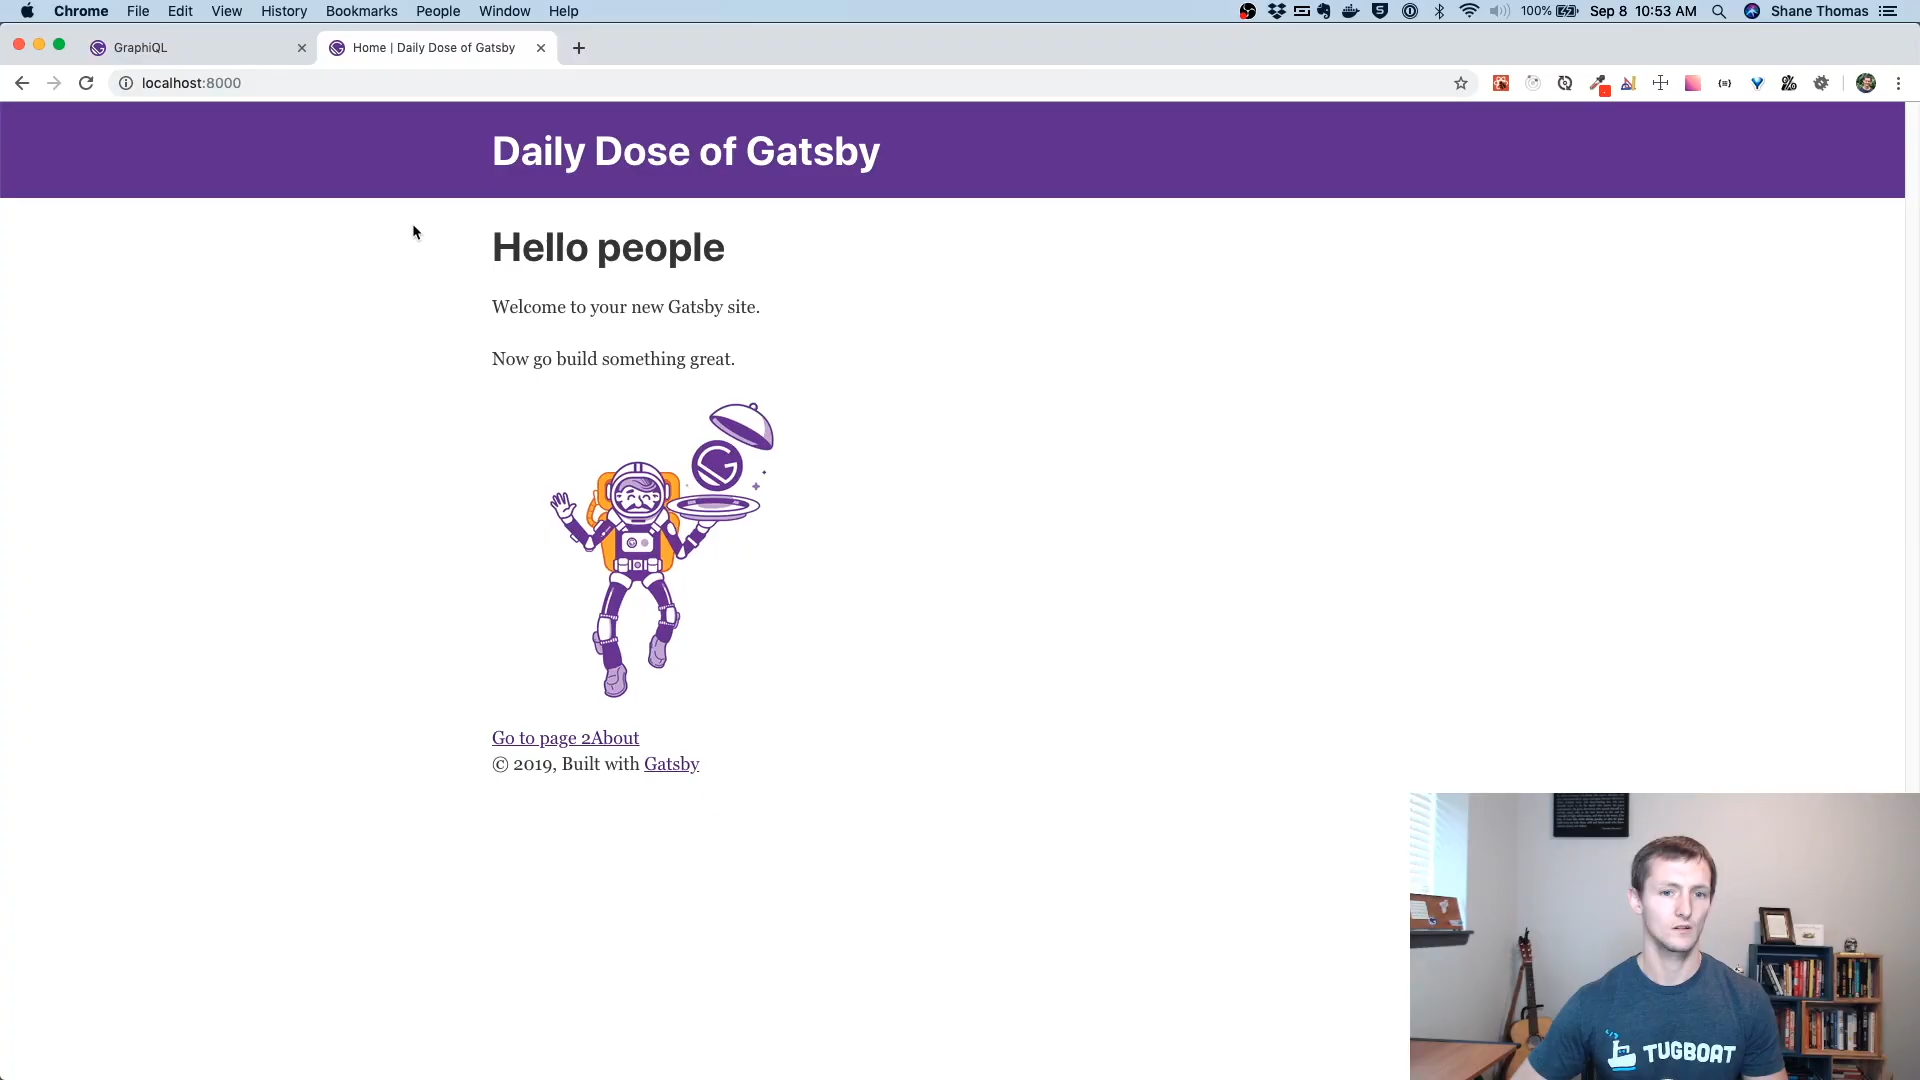 Chrome File Edit View History Bookmarks People Window Help 100% Sep 8 10:53 AM Shane Thomas
GraphiQL Home | Daily Dose of Gatsby
localhost:8000
Daily Dose of Gatsby
Hello people
Welcome to your new Gatsby site.
Now go build something great.
Go to page 2About
© 2019, Built with Gatsby
TUGBOAT